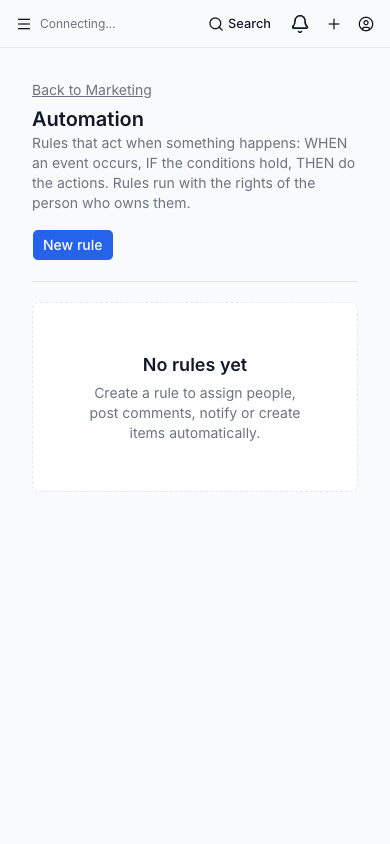 Connecting...
Search
Back to Marketing
Automation
Rules that act when something happens: WHEN
an event occurs, IF the conditions hold, THEN do
the actions. Rules run with the rights of the
person who owns them.
New rule
No rules yet
Create a rule to assign people,
post comments, notify or create
items automatically.